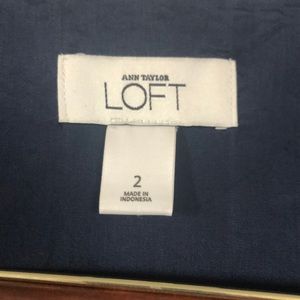 ANN TAYLOR
LOFT
2
MADE IN
INDONESIA